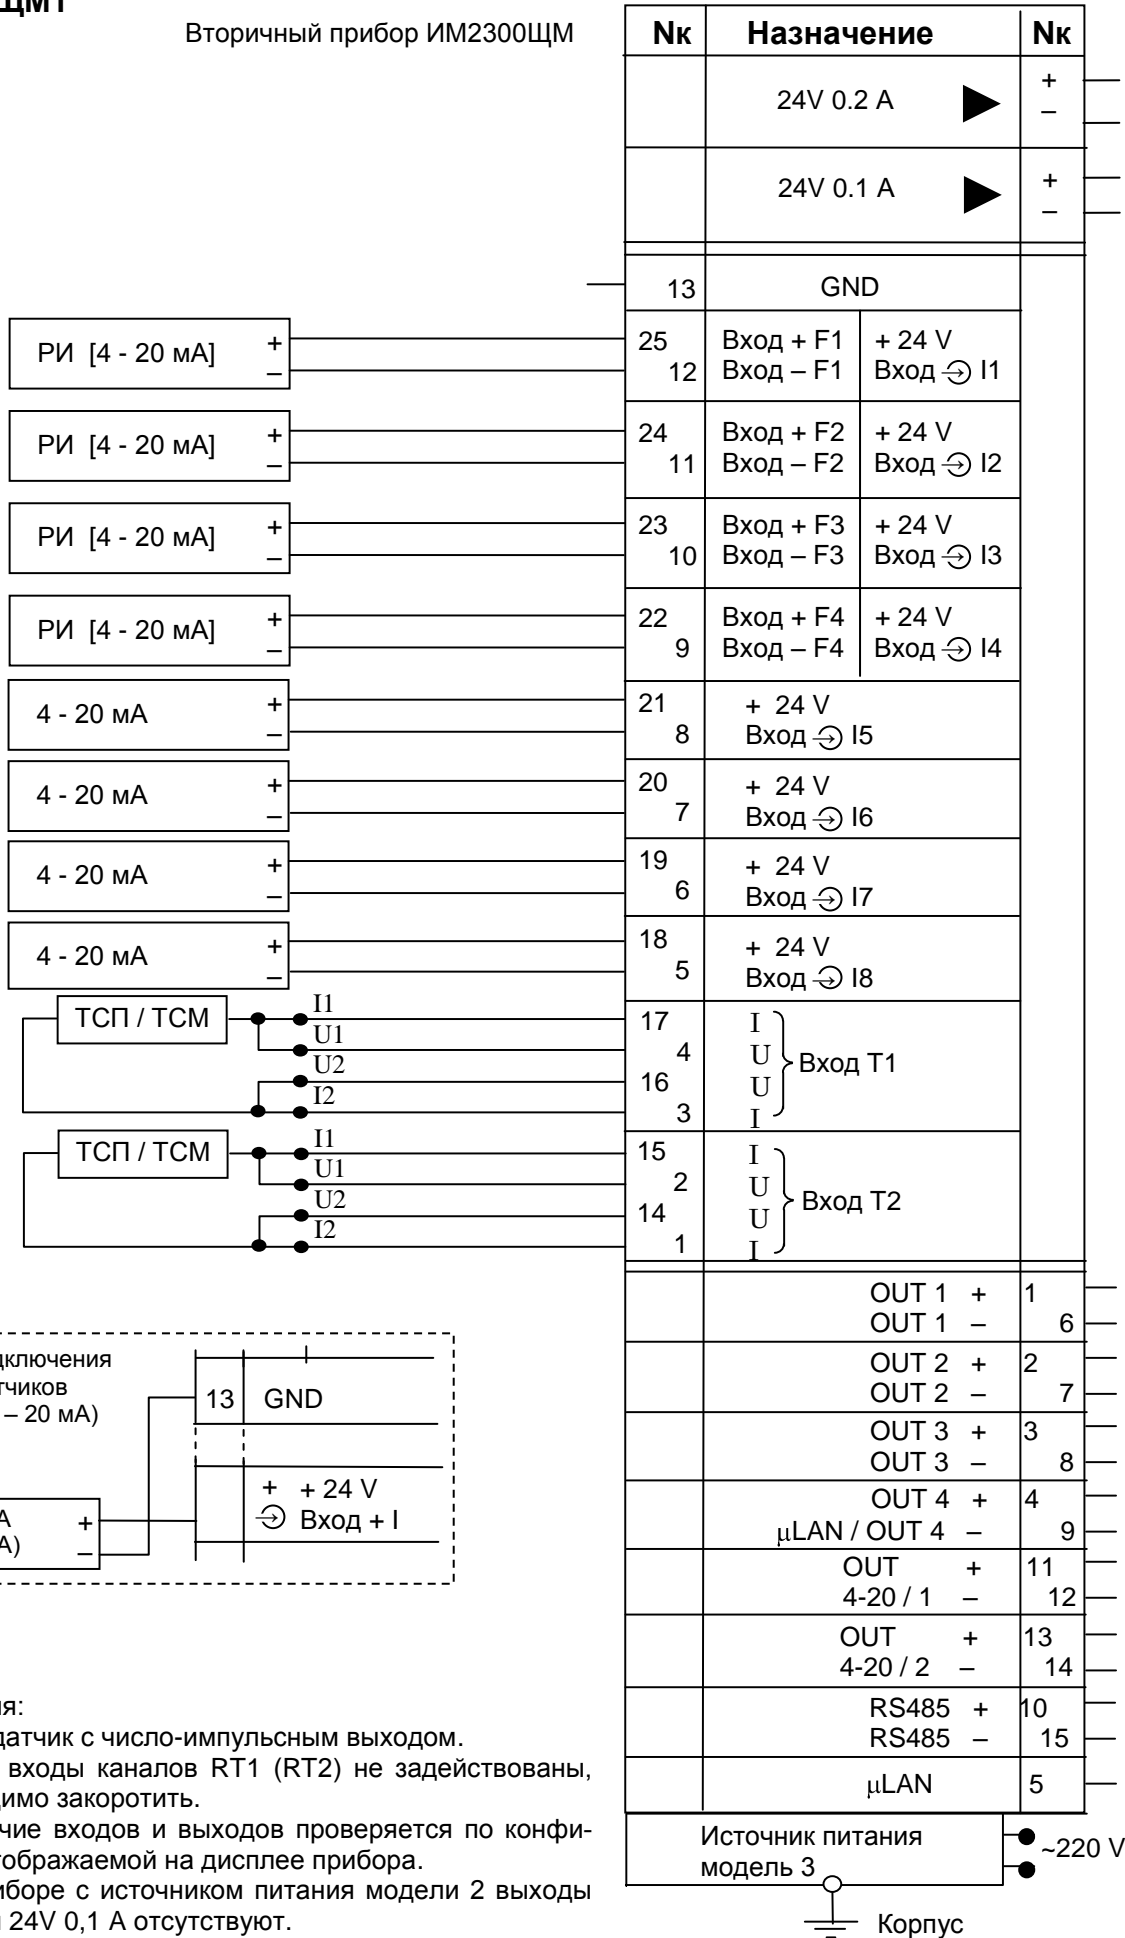 ЩМ1
Вторичный прибор ИМ2300ЩМ
Nк Назначение Nк
24V 0.2 A + –
24V 0.1 A + –
13 GND
РИ [4 - 20 мА] + – 25 12 Вход + F1 Вход – F1 + 24 V Вход I1
РИ [4 - 20 мА] + – 24 11 Вход + F2 Вход – F2 + 24 V Вход I2
РИ [4 - 20 мА] + – 23 10 Вход + F3 Вход – F3 + 24 V Вход I3
РИ [4 - 20 мА] + – 22 9 Вход + F4 Вход – F4 + 24 V Вход I4
4 - 20 мА + – 21 8 + 24 V Вход I5
4 - 20 мА + – 20 7 + 24 V Вход I6
4 - 20 мА + – 19 6 + 24 V Вход I7
4 - 20 мА + – 18 5 + 24 V Вход I8
ТСП / ТСМ
I1 17 I
U1 4 U
U2 16 U
I2 3 I
Вход Т1
ТСП / ТСМ
I1 15 I
U1 2 U
U2 14 U
I2 1 I
Вход Т2
OUT 1 + 1
OUT 1 – 6
OUT 2 + 2
OUT 2 – 7
OUT 3 + 3
OUT 3 – 8
OUT 4 + 4
μLAN / OUT 4 – 9
OUT + 11
4-20 / 1 – 12
OUT + 13
4-20 / 2 – 14
RS485 + 10
RS485 – 15
μLAN 5
Источник питания
модель 3
~220 V
Корпус
дключения
тчиков
– 20 мА)
13 GND
+ + 24 V
Вход + I
А +
А) –
ия:
датчик с число-импульсным выходом.
входы каналов RT1 (RT2) не задействованы,
димо закоротить.
чие входов и выходов проверяется по конфи-
тображаемой на дисплее прибора.
иборе с источником питания модели 2 выходы
24V 0,1 А отсутствуют.